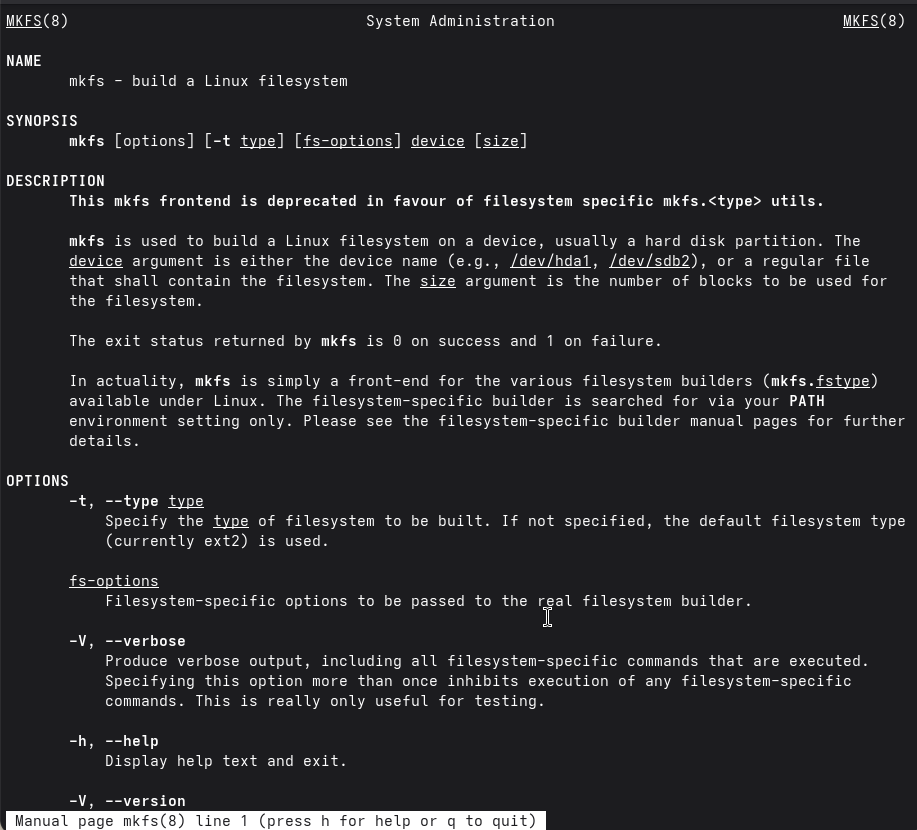 MKFS(8) System Administration MKFS(8)
NAME
mkfs - build a Linux filesystem
SYNOPSIS
mkfs [options] [-t type] [fs-options] device [size]
DESCRIPTION
This mkfs frontend is deprecated in favour of filesystem specific mkfs.<type> utils.
mkfs is used to build a Linux filesystem on a device, usually a hard disk partition. The
device argument is either the device name (e.g., /dev/hda1, /dev/sdb2), or a regular file
that shall contain the filesystem. The size argument is the number of blocks to be used for
the filesystem.
The exit status returned by mkfs is 0 on success and 1 on failure.
In actuality, mkfs is simply a front-end for the various filesystem builders (mkfs.fstype)
available under Linux. The filesystem-specific builder is searched for via your PATH
environment setting only. Please see the filesystem-specific builder manual pages for further
details.
OPTIONS
-t, --type type
Specify the type of filesystem to be built. If not specified, the default filesystem type
(currently ext2) is used.
fs-options
Filesystem-specific options to be passed to the real filesystem builder.
-V, --verbose
Produce verbose output, including all filesystem-specific commands that are executed.
Specifying this option more than once inhibits execution of any filesystem-specific
commands. This is really only useful for testing.
-h, --help
Display help text and exit.
-V, --version
Manual page mkfs(8) line 1 (press h for help or q to quit)